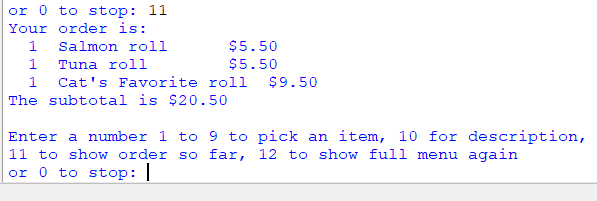 or 0 to stop: 11
Your order is:
  1  Salmon roll      $5.50
  1  Tuna roll        $5.50
  1  Cat's Favorite roll  $9.50
The subtotal is $20.50

Enter a number 1 to 9 to pick an item, 10 for description,
11 to show order so far, 12 to show full menu again
or 0 to stop: